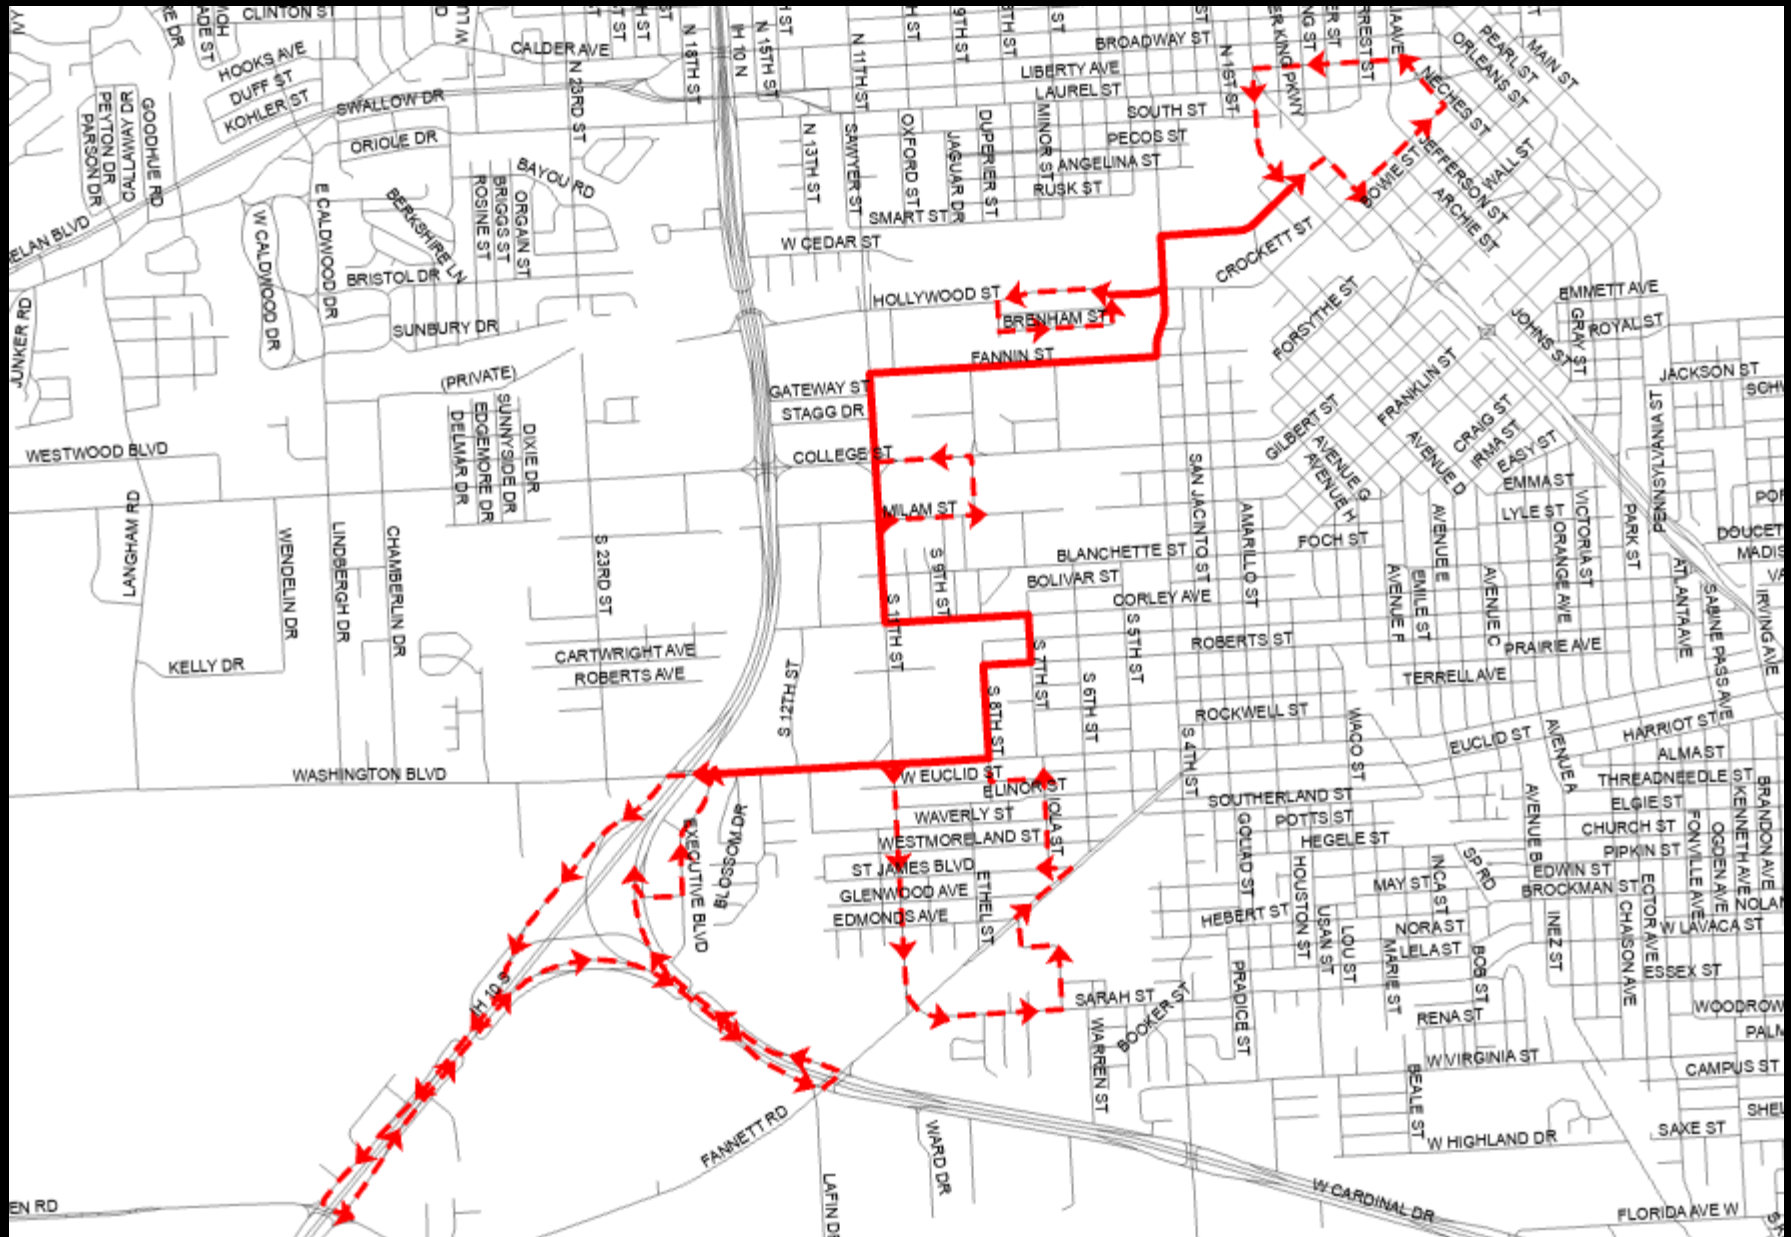 CLINTON ST
HOOKS AVE
DUFF ST
KOHLER ST
SWALLOW DR
CALDER AVE
N 23RD ST
N 18TH ST
IH 10 N
N 15TH ST
N 11TH ST
BROADWAY ST
LIBERTY AVE
LAUREL ST
N 1ST ST
SOUTH ST
PECOS ST
ANGELINA ST
RUSK ST
PEARL ST
MAIN ST
ORLEANS ST
NECHES ST
JEFFERSON ST
WALL ST
ARCHIE ST
BOWIE ST
CALLAWAY DR
PEYTON DR
PARSON DR
GOODHUE RD
ORIOLE DR
BAYOU RD
N 13TH ST
SAWYER ST
OXFORD ST
JAGUAR DR
DUPERIER ST
MINOR ST
SMART ST
W CEDAR ST
E CALDWOOD DR
W CALDWOOD DR
BERKSHIRE LN
ROSINE ST
BRIGGS ST
ORGAIN ST
BRISTOL DR
SUNBURY DR
JUNKER RD
HOLLYWOOD ST
BRENHAM ST
FANNIN ST
CROCKETT ST
FORSYTHE ST
EMMETT AVE
GRAY ST
ROYAL ST
JOHNS ST
JACKSON ST
(PRIVATE)
GATEWAY ST
STAGG DR
COLLEGE ST
MILAM ST
WESTWOOD BLVD
DELMAR DR
EDGEMORE DR
SUNNYSIDE DR
DIXIE DR
FRANKLIN ST
GILBERT ST
AVENUE G
AVENUE H
AVENUE D
CRAIG ST
IRMA ST
EASY ST
EMMA ST
LYLE ST
VICTORIA ST
ORANGE AVE
PARK ST
PENNSYLVANIA ST
SAN JACINTO ST
AMARILLO ST
FOCH ST
LANGHAM RD
WENDELIN DR
LINDBERGH DR
CHAMBERLIN DR
S 23RD ST
BLANCHETTE ST
BOLIVAR ST
CORLEY AVE
S 9TH ST
S 11TH ST
AVENUE F
EMILE ST
AVENUE E
AVENUE C
ATLANTA AVE
SABINE PASS AVE
IRVING AVE
KELLY DR
CARTWRIGHT AVE
ROBERTS AVE
S 12TH ST
S 8TH ST
S 7TH ST
S 6TH ST
S 5TH ST
S 4TH ST
ROBERTS ST
PRAIRIE AVE
TERRELL AVE
ROCKWELL ST
WACO ST
EUCLID ST
AVENUE A
HARRIOT ST
ALMA ST
THREADNEEDLE ST
WASHINGTON BLVD
W EUCLID ST
ELINOR ST
WAVERLY ST
WESTMORELAND ST
ST JAMES BLVD
GLENWOOD AVE
EDMONDS AVE
ETHEL ST
EXECUTIVE BLVD
BLOSSOM DR
SOUTHERLAND ST
POTTS ST
HEGELE ST
GOLIAD ST
HOUSTON ST
MAY ST
INCA ST
SP RD
AVENUE B
ELGIE ST
CHURCH ST
PIPKIN ST
EDWIN ST
BROCKMAN ST
FONVILLE AVE
OGDEN AVE
KENNETH AVE
BRANDON AVE
HEBERT ST
USAN ST
LOU ST
NORA ST
LELA ST
MARIE ST
BOB ST
INEZ ST
CHAISON AVE
ECTOR AVE
W LAVACA ST
ESSEX ST
IH 10 S
SARAH ST
BOOKER ST
WARREN ST
PRADICE ST
RENA ST
W VIRGINIA ST
CAMPUS ST
BEALE ST
W HIGHLAND DR
SAXE ST
FANNETT RD
WARD DR
W CARDINAL DR
FLORIDA AVE W